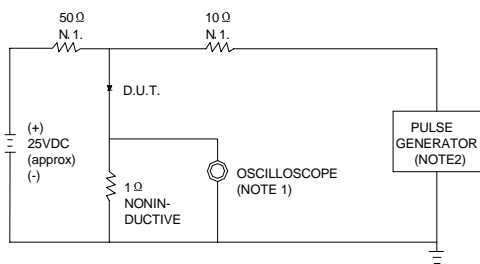 50Ω
N.1.
10Ω
N.1.
D.U.T.
(+)
25VDC
(approx)
(-)
1Ω
NONIN-
DUCTIVE
OSCILLOSCOPE
(NOTE 1)
PULSE
GENERATOR
(NOTE2)